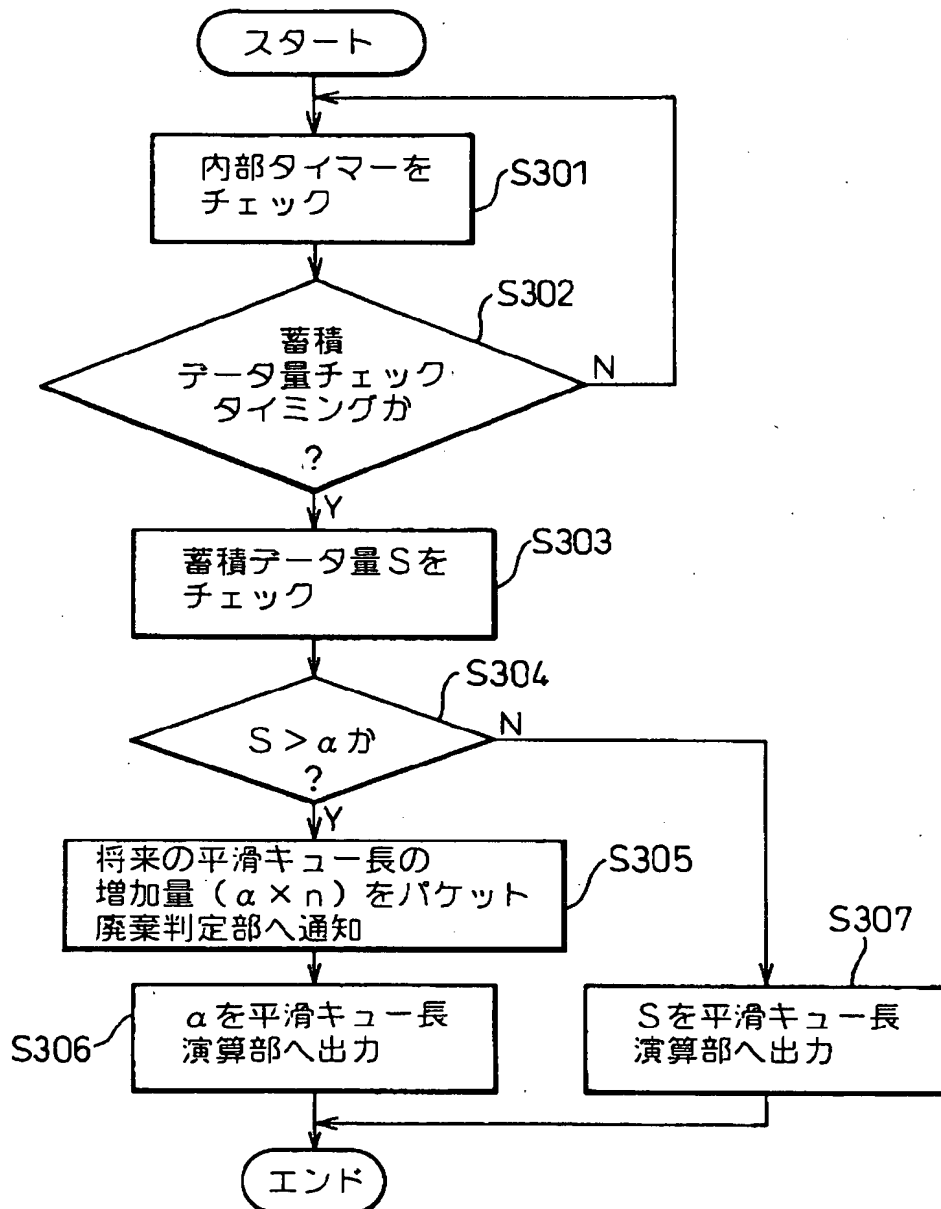 スタート
内部タイマーを
チェック
S301
蓄積
データ量チェック
タイミングか
?
S302
N
Y
蓄積データ量Sを
チェック
S303
S>αか
?
S304
N
Y
将来の平滑キュー長の
増加量(α×n)をパケット
廃棄判定部へ通知
S305
αを平滑キュー長
演算部へ出力
S306
Sを平滑キュー長
演算部へ出力
S307
エンド